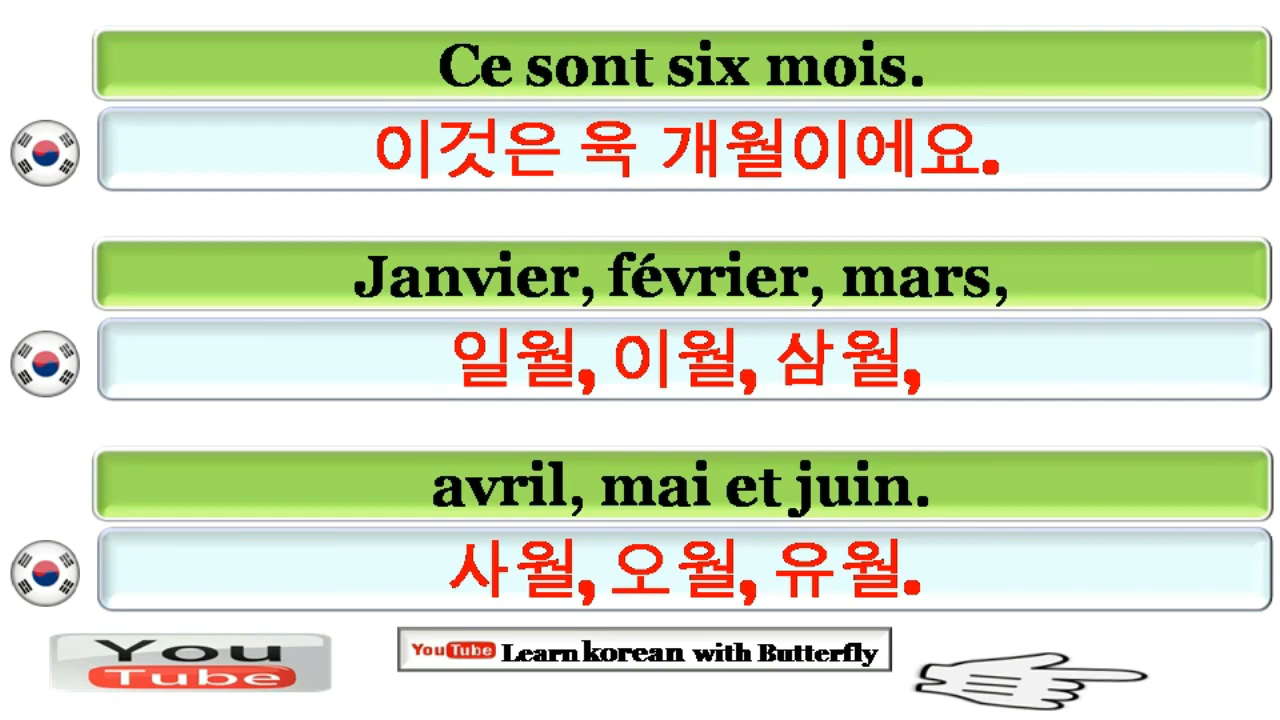 Ce sont six mois.
이것은 육 개월이에요.
Janvier, février, mars,
일월, 이월, 삼월,
avril, mai et juin.
사월, 오월, 유월.
You
Tube
YouTube Learn korean with Butterfly